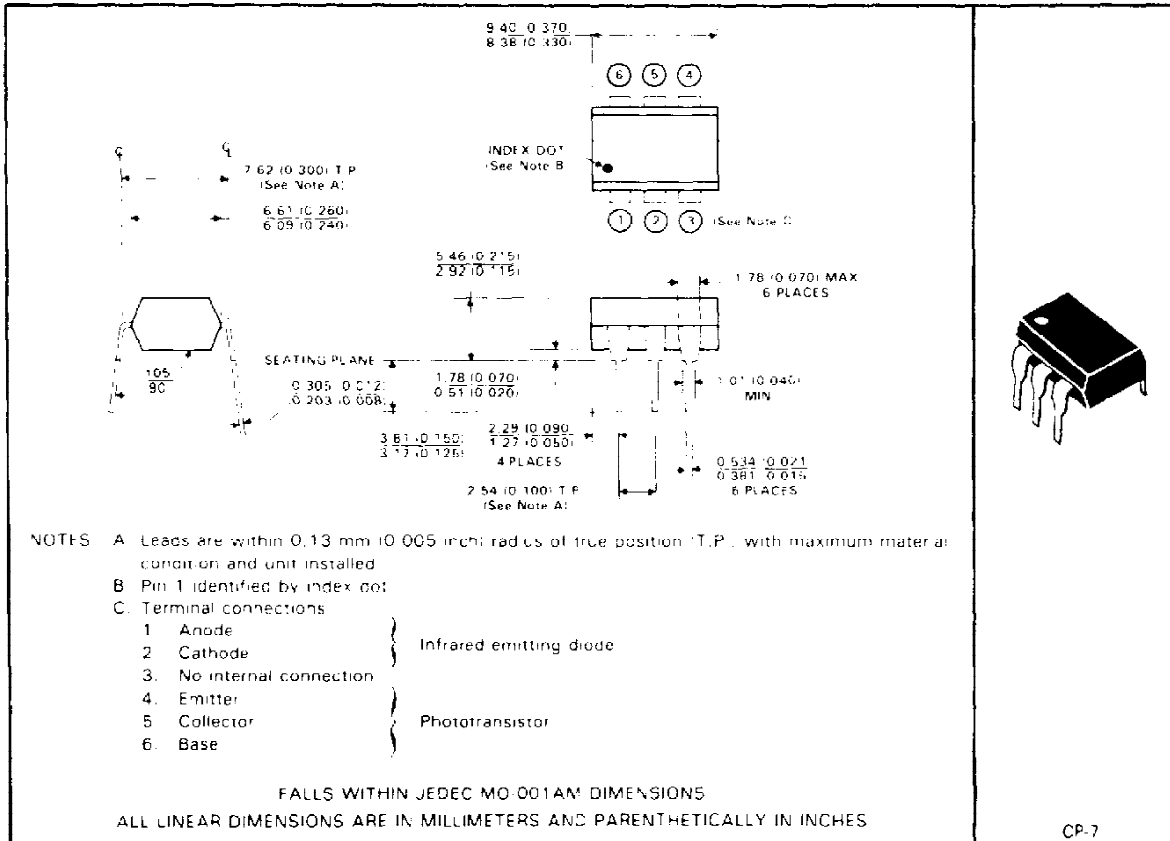 9.40 (0.370)
8.38 (0.330)
6 5 4
INDEX DOT
(See Note B)
1 2 3 (See Note C)
℄ ℄
7.62 (0.300) T.P.
(See Note A)
6.61 (0.260)
6.09 (0.240)
5.46 (0.215)
2.92 (0.115)
1.78 (0.070) MAX
6 PLACES
SEATING PLANE
105
90
0.305 (0.012)
0.203 (0.008)
1.78 (0.070)
0.51 (0.020)
1.01 (0.040)
MIN
3.81 (0.150)
3.17 (0.125)
2.29 (0.090)
1.27 (0.050)
4 PLACES
0.534 (0.021)
0.381 (0.015)
6 PLACES
2.54 (0.100) T.P.
(See Note A)
NOTES A. Leads are within 0.13 mm (0.005 inch) radius of true position (T.P.) with maximum material
condition and unit installed
B. Pin 1 identified by index dot
C. Terminal connections
1 Anode
2 Cathode
Infrared emitting diode
3. No internal connection
4. Emitter
5 Collector
6. Base
Phototransistor
FALLS WITHIN JEDEC MO-001AM DIMENSIONS
ALL LINEAR DIMENSIONS ARE IN MILLIMETERS AND PARENTHETICALLY IN INCHES
CP-7